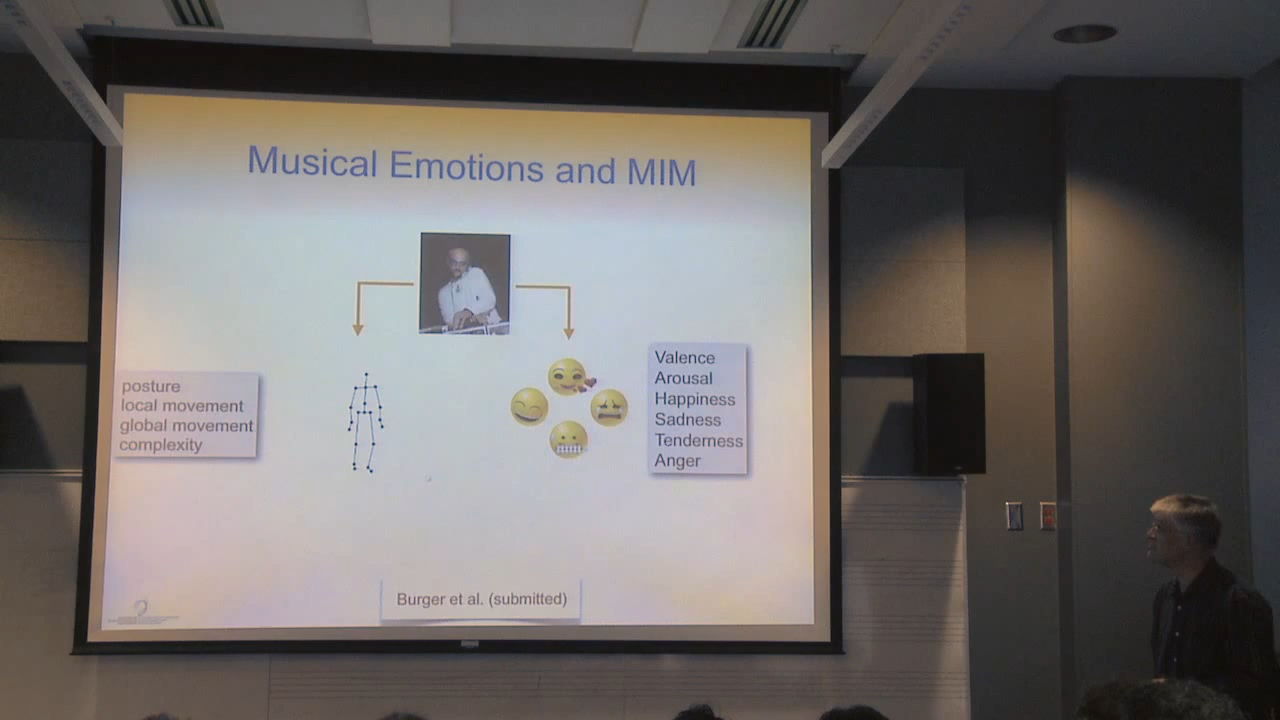 Musical Emotions and MIM
posture
local movement
global movement
complexity
Valence
Arousal
Happiness
Sadness
Tenderness
Anger
Burger et al. (submitted)